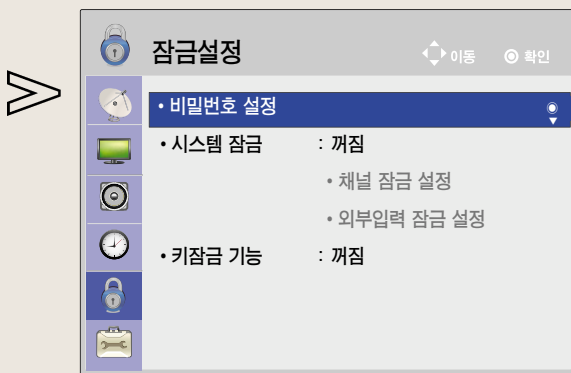 잠금설정 이동 확인
• 비밀번호 설정
• 시스템 잠금 : 꺼짐
• 채널 잠금 설정
• 외부입력 잠금 설정
• 키잠금 기능 : 꺼짐